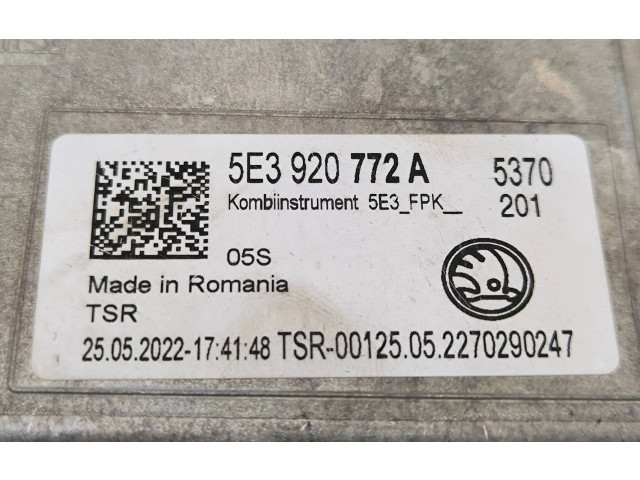 5E3 920 772 A 5370
Kombiinstrument 5E3_FPK__ 201
05S
Made in Romania
TSR
25.05.2022-17:41:48 TSR-00125.05.2270290247